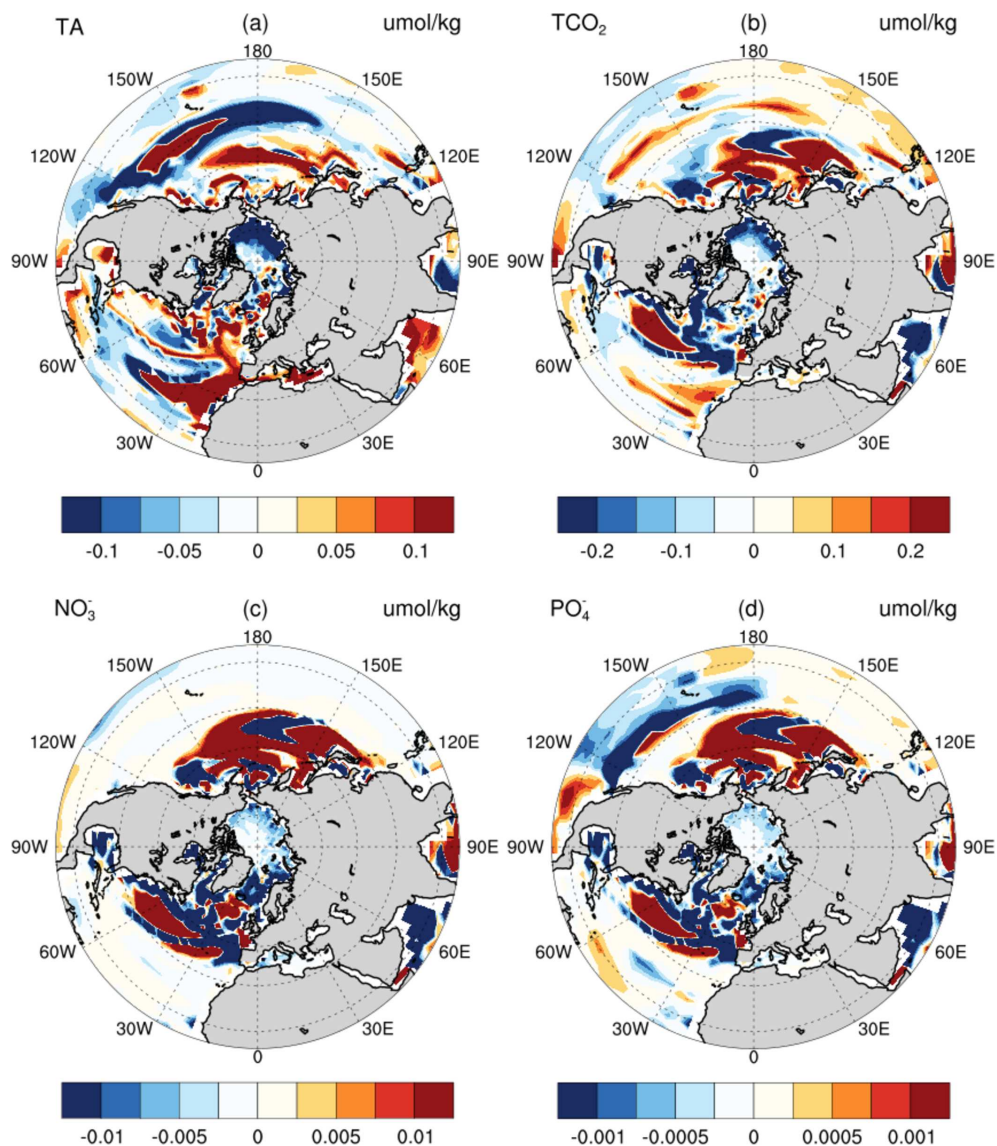 TA (a) umol/kg
180
150W 150E
120W 120E
90W 90E
60W 60E
30W 30E
0
-0.1 -0.05 0 0.05 0.1
TCO₂ (b) umol/kg
180
150W 150E
120W 120E
90W 90E
60W 60E
30W 30E
0
-0.2 -0.1 0 0.1 0.2
NO₃⁻ (c) umol/kg
180
150W 150E
120W 120E
90W 90E
60W 60E
30W 30E
0
-0.01 -0.005 0 0.005 0.01
PO₄⁻ (d) umol/kg
180
150W 150E
120W 120E
90W 90E
60W 60E
30W 30E
0
-0.001 -0.0005 0 0.0005 0.001